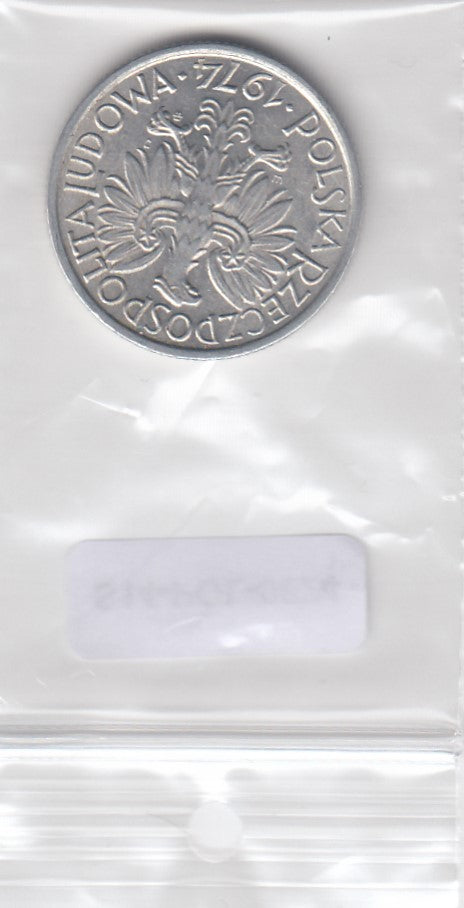 POLSKA RZECZPOSPOLITA LUDOWA
· 1974 ·